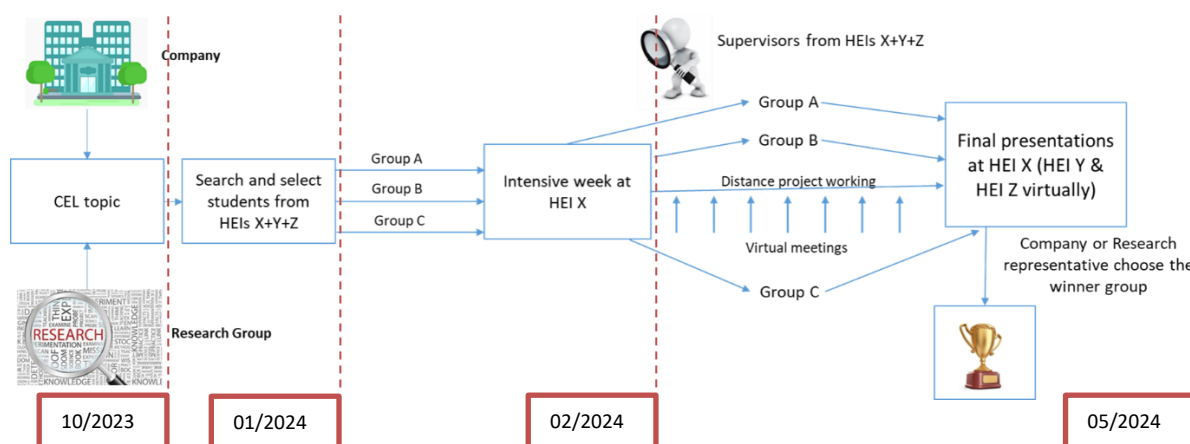 Company
Supervisors from HEIs X+Y+Z
CEL topic
Search and select
students from
HEIs X+Y+Z
Group A
Group B
Group C
Intensive week at
HEI X
Group A
Group B
Distance project working
Virtual meetings
Group C
Final presentations
at HEI X (HEI Y &
HEI Z virtually)
Company or Research
representative choose the
winner group
RESEARCH
KNOWLEDGE
Research Group
10/2023
01/2024
02/2024
05/2024